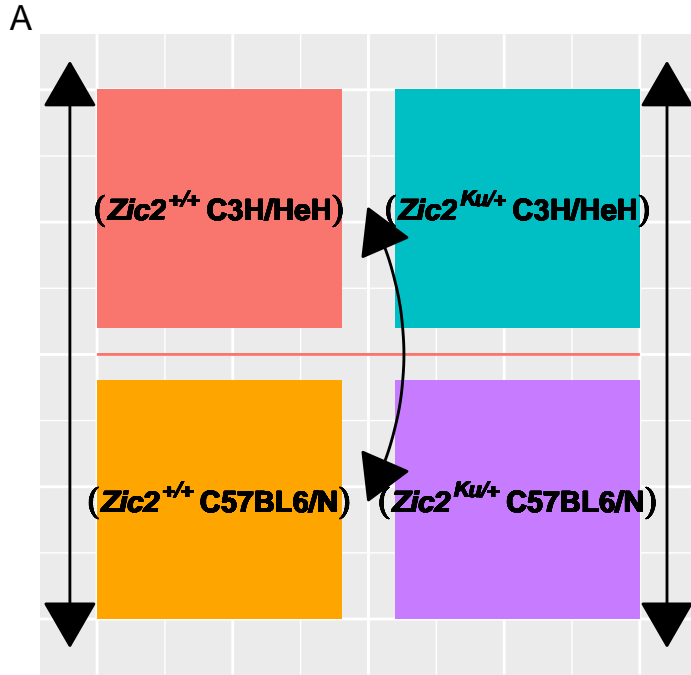 A
(Zic2+/+ C3H/HeH) (Zic2Ku/+ C3H/HeH)
(Zic2+/+ C57BL6/N) (Zic2Ku/+ C57BL6/N)